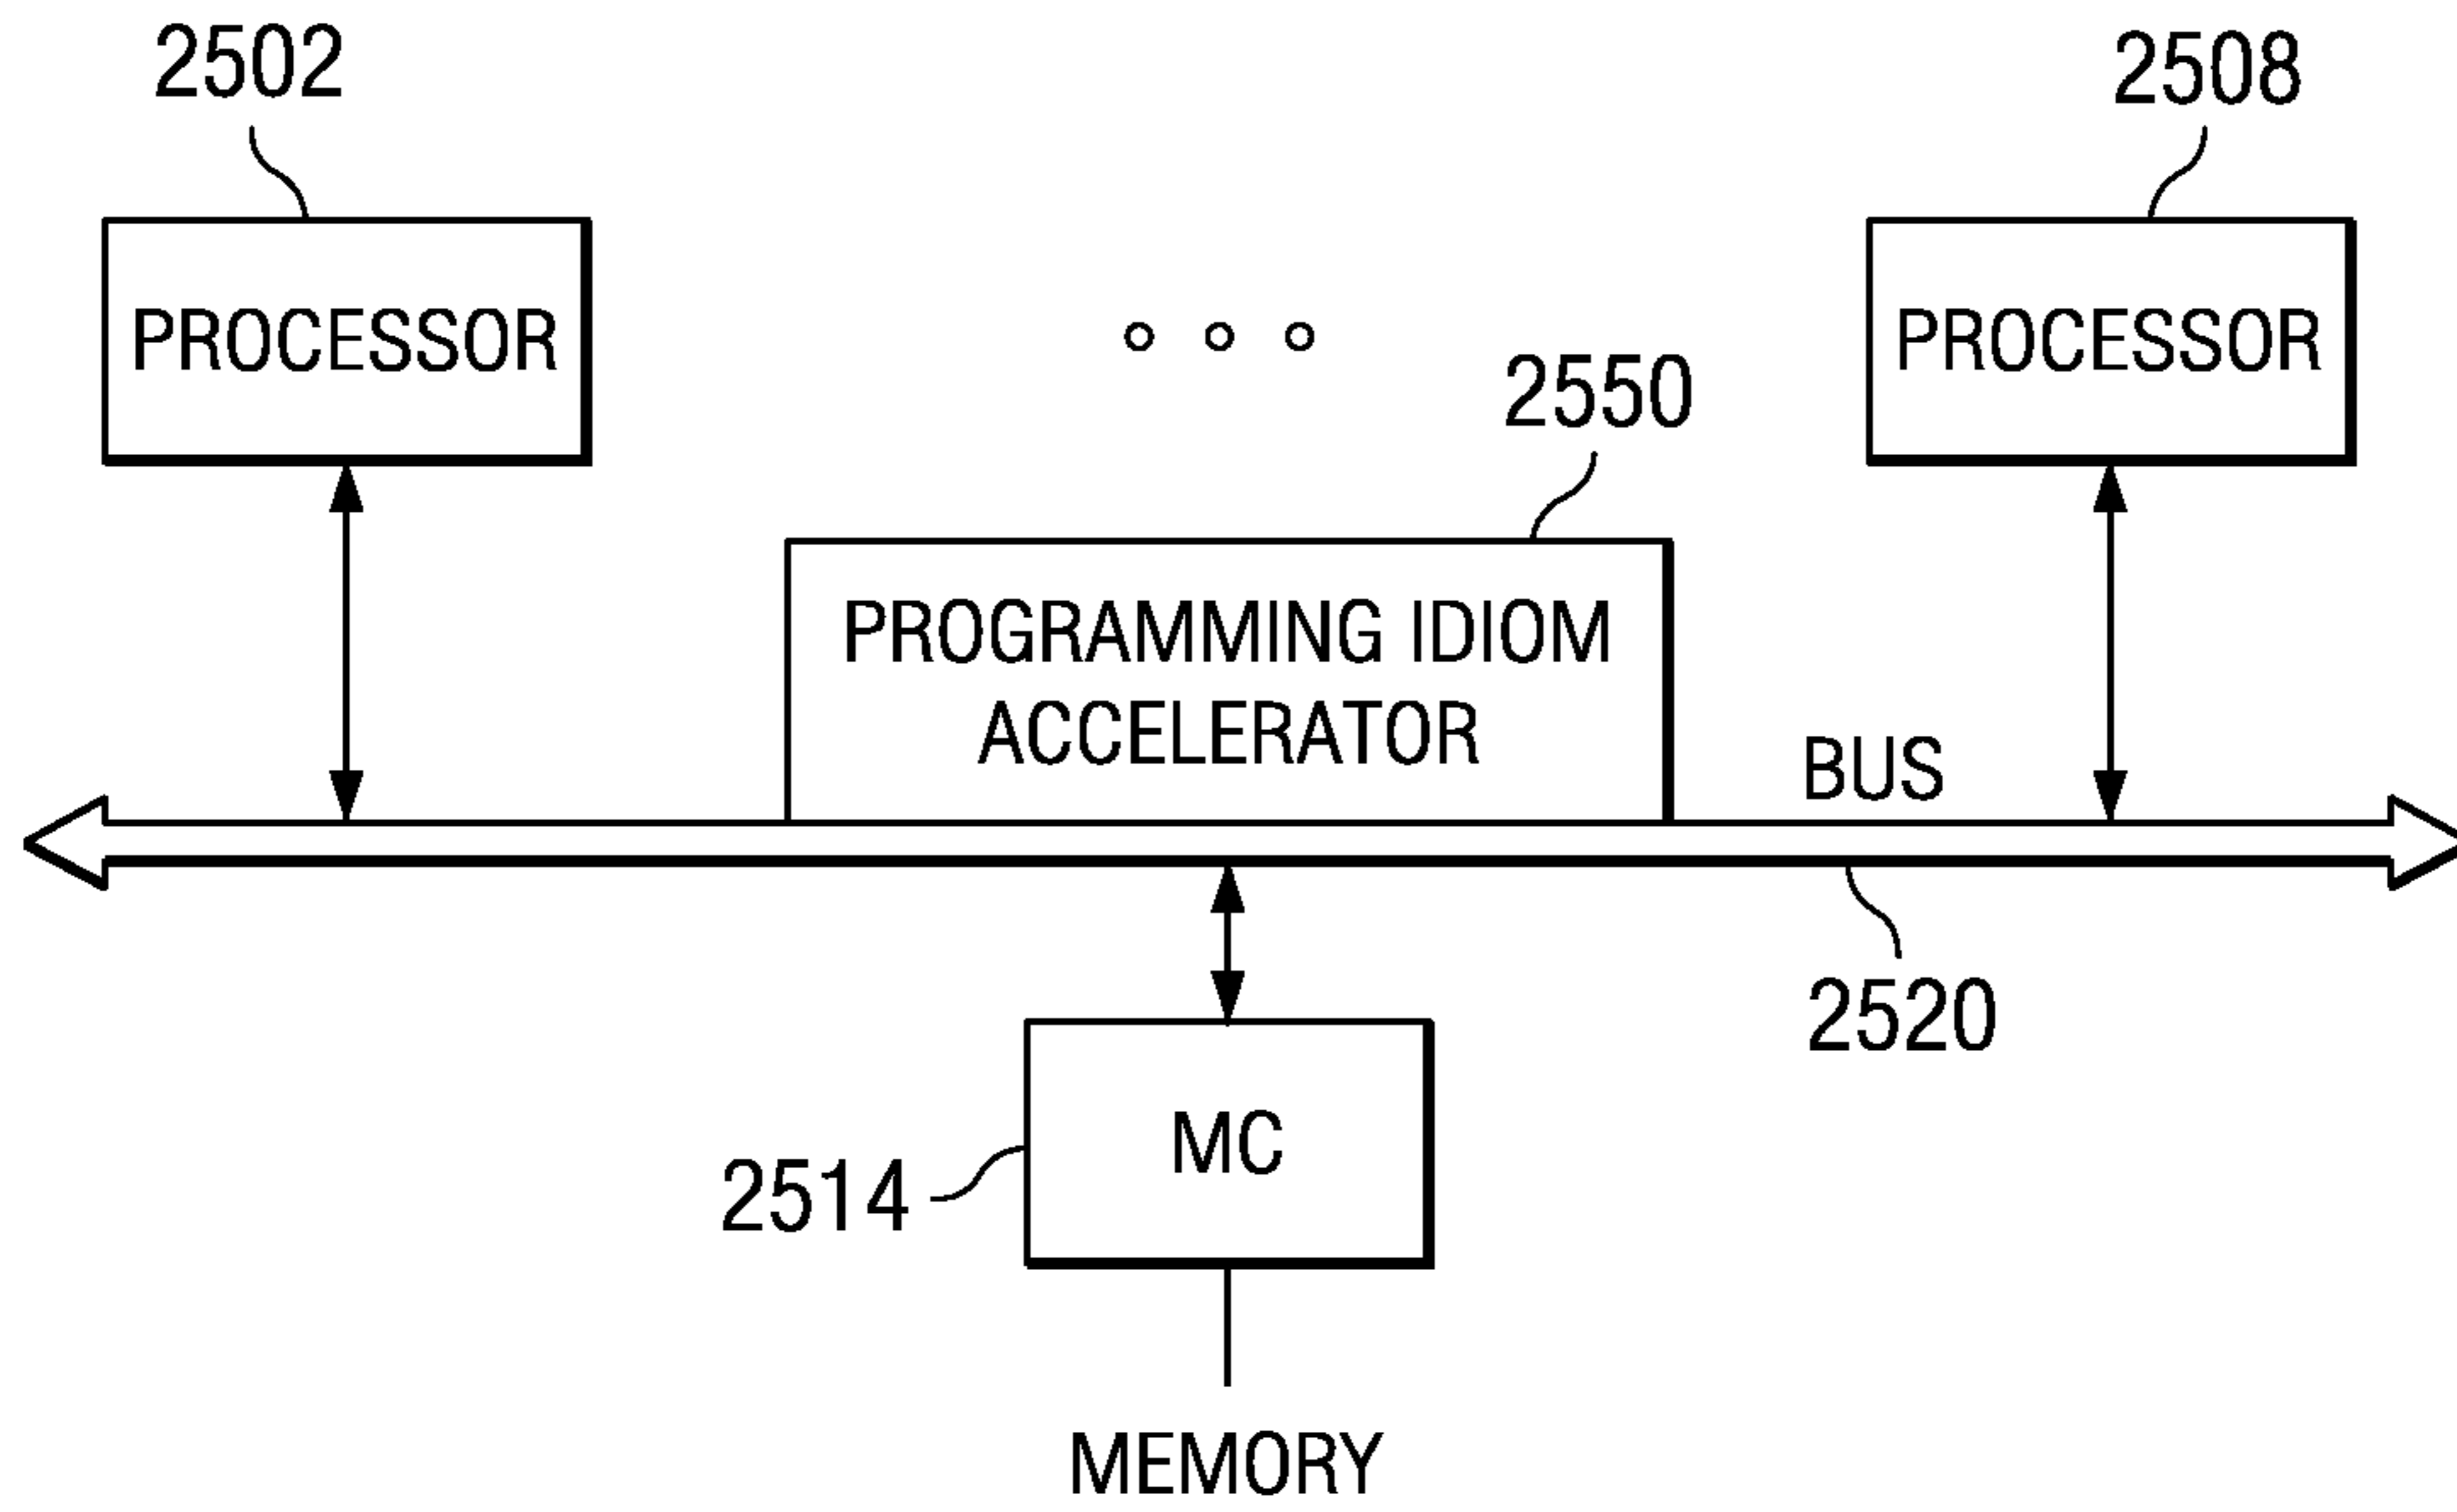 2502
2508
PROCESSOR
PROCESSOR
2550
PROGRAMMING IDIOM
ACCELERATOR
BUS
2520
MC
2514
MEMORY